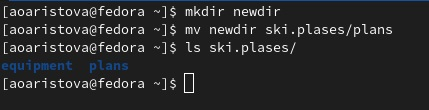 [aoaristova@fedora ~]$ mkdir newdir
[aoaristova@fedora ~]$ mv newdir ski.plases/plans
[aoaristova@fedora ~]$ ls ski.plases/
equipment  plans
[aoaristova@fedora ~]$